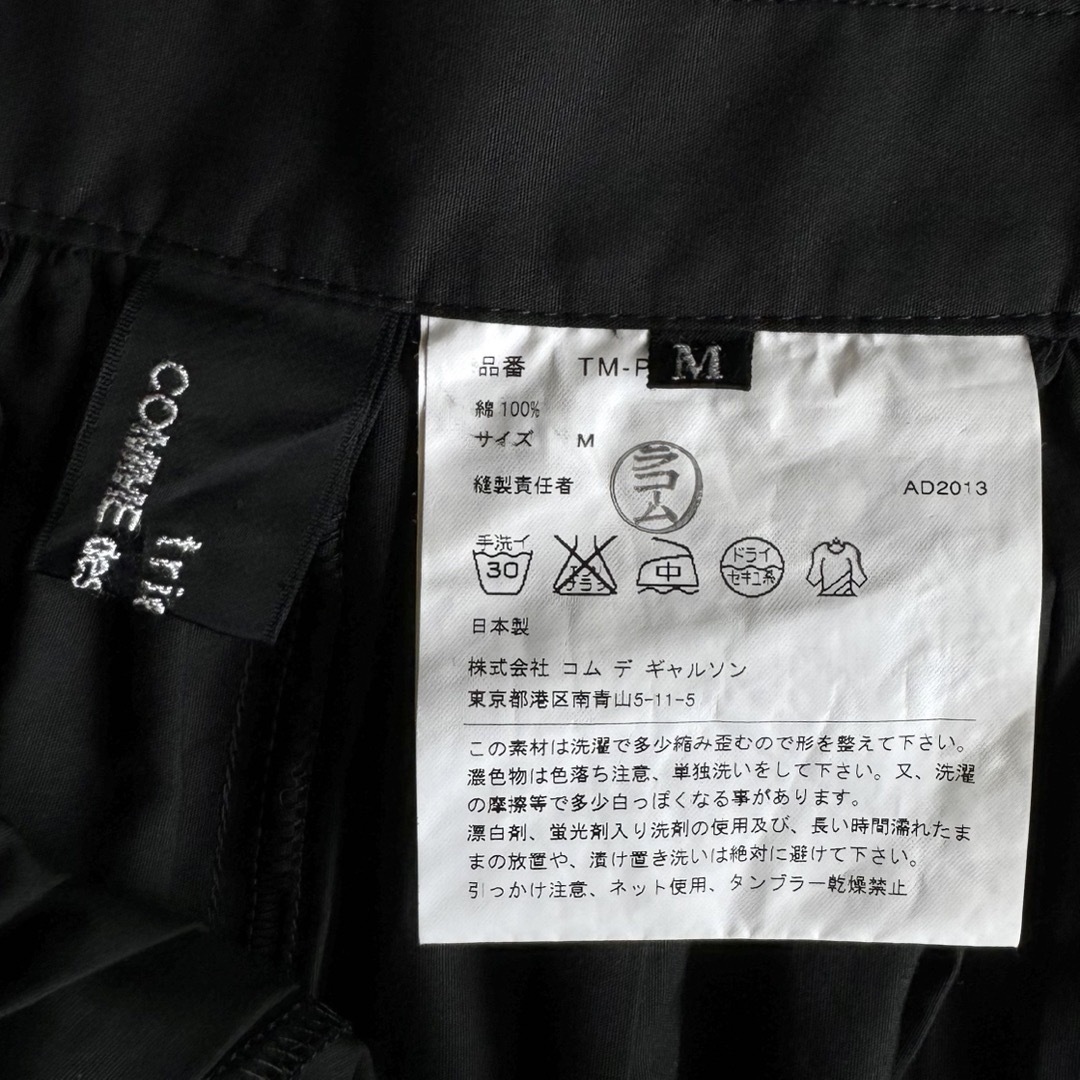 tri
COMME des
M
品番 TM-P
綿100%
サイズ M
縫製責任者 ラコーム AD2013
手洗イ
30
中
ドライ
セキユ系
日本製
株式会社 コム デ ギャルソン
東京都港区南青山5-11-5
この素材は洗濯で多少縮み歪むので形を整えて下さい。
濃色物は色落ち注意、単独洗いをして下さい。又、洗濯
の摩擦等で多少白っぽくなる事があります。
漂白剤、蛍光剤入り洗剤の使用及び、長い時間濡れたま
まの放置や、漬け置き洗いは絶対に避けて下さい。
引っかけ注意、ネット使用、タンブラー乾燥禁止